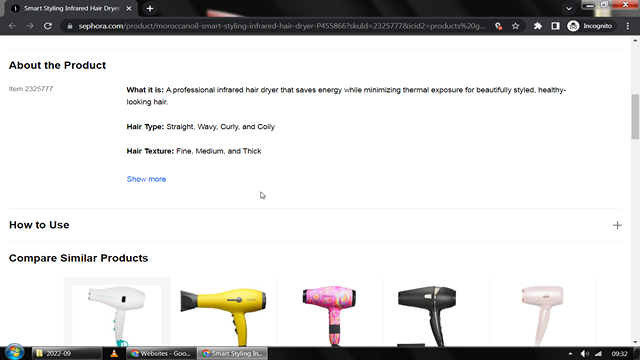 Smart Styling Infrared Hair Dryer
sephora.com/product/moroccanoil-smart-styling-infrared-hair-dryer-P455866?skuId=2325777&icid2=products%20g...
Incognito
About the Product
Item 2325777
What it is: A professional infrared hair dryer that saves energy while minimizing thermal exposure for beautifully styled, healthy-
looking hair.
Hair Type: Straight, Wavy, Curly, and Coily
Hair Texture: Fine, Medium, and Thick
Show more
How to Use
Compare Similar Products
2022-09
Websites - Goo...
Smart Styling In...
09:32